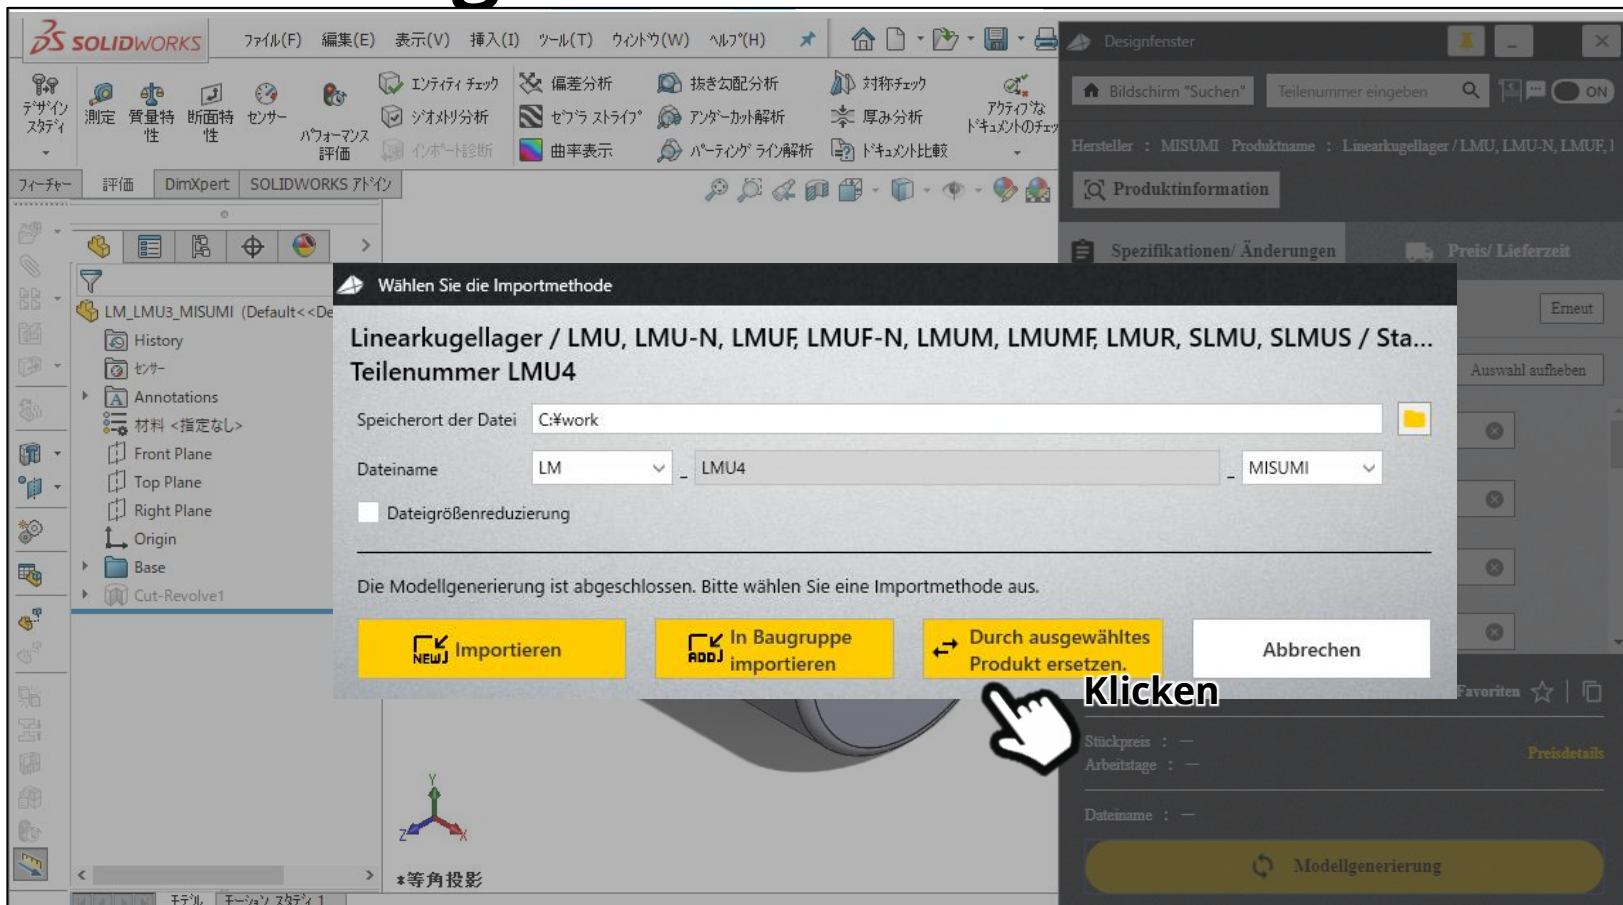 SOLIDWORKS ファイル(F) 編集(E) 表示(V) 挿入(I) ツール(T) ウィンドウ(W) ヘルプ(H)
Designfenster
デザイン
スタディ
測定
質量特
性
断面特
性
センサー
パフォーマンス
評価
エンティティ チェック
ジオメトリ分析
インポート診断
偏差分析
ゼブラ ストライプ
曲率表示
抜き勾配分析
アンダーカット解析
パーティング ライン解析
対称チェック
厚み分析
ドキュメント比較
アクティブな
ドキュメントのチェッ
Bildschirm "Suchen" Teilenummer eingeben ON
Hersteller : MISUMI Produktname : Linearkugellager / LMU, LMU-N, LMUF, l
Produktinformation
フィーチャー 評価 DimXpert SOLIDWORKS アドイン
Spezifikationen/ Änderungen Preis/ Lieferzeit
Erneut
Auswahl aufheben
LM_LMU3_MISUMI (Default<<De
History
センサー
Annotations
材料 <指定なし>
Front Plane
Top Plane
Right Plane
Origin
Base
Cut-Revolve1
Wählen Sie die Importmethode
Linearkugellager / LMU, LMU-N, LMUF, LMUF-N, LMUM, LMUMF, LMUR, SLMU, SLMUS / Sta...
Teilenummer LMU4
Speicherort der Datei C:¥work
Dateiname LM _ LMU4 _ MISUMI
Dateigrößenreduzierung
Die Modellgenerierung ist abgeschlossen. Bitte wählen Sie eine Importmethode aus.
NEW Importieren
ADD In Baugruppe
importieren
Durch ausgewähltes
Produkt ersetzen.
Abbrechen
Klicken
Favoriten
Stückpreis : —
Arbeitstage : —
Preisdetails
Dateiname : —
Modellgenerierung
Y
Z X
*等角投影
モデル モーション スタディ 1